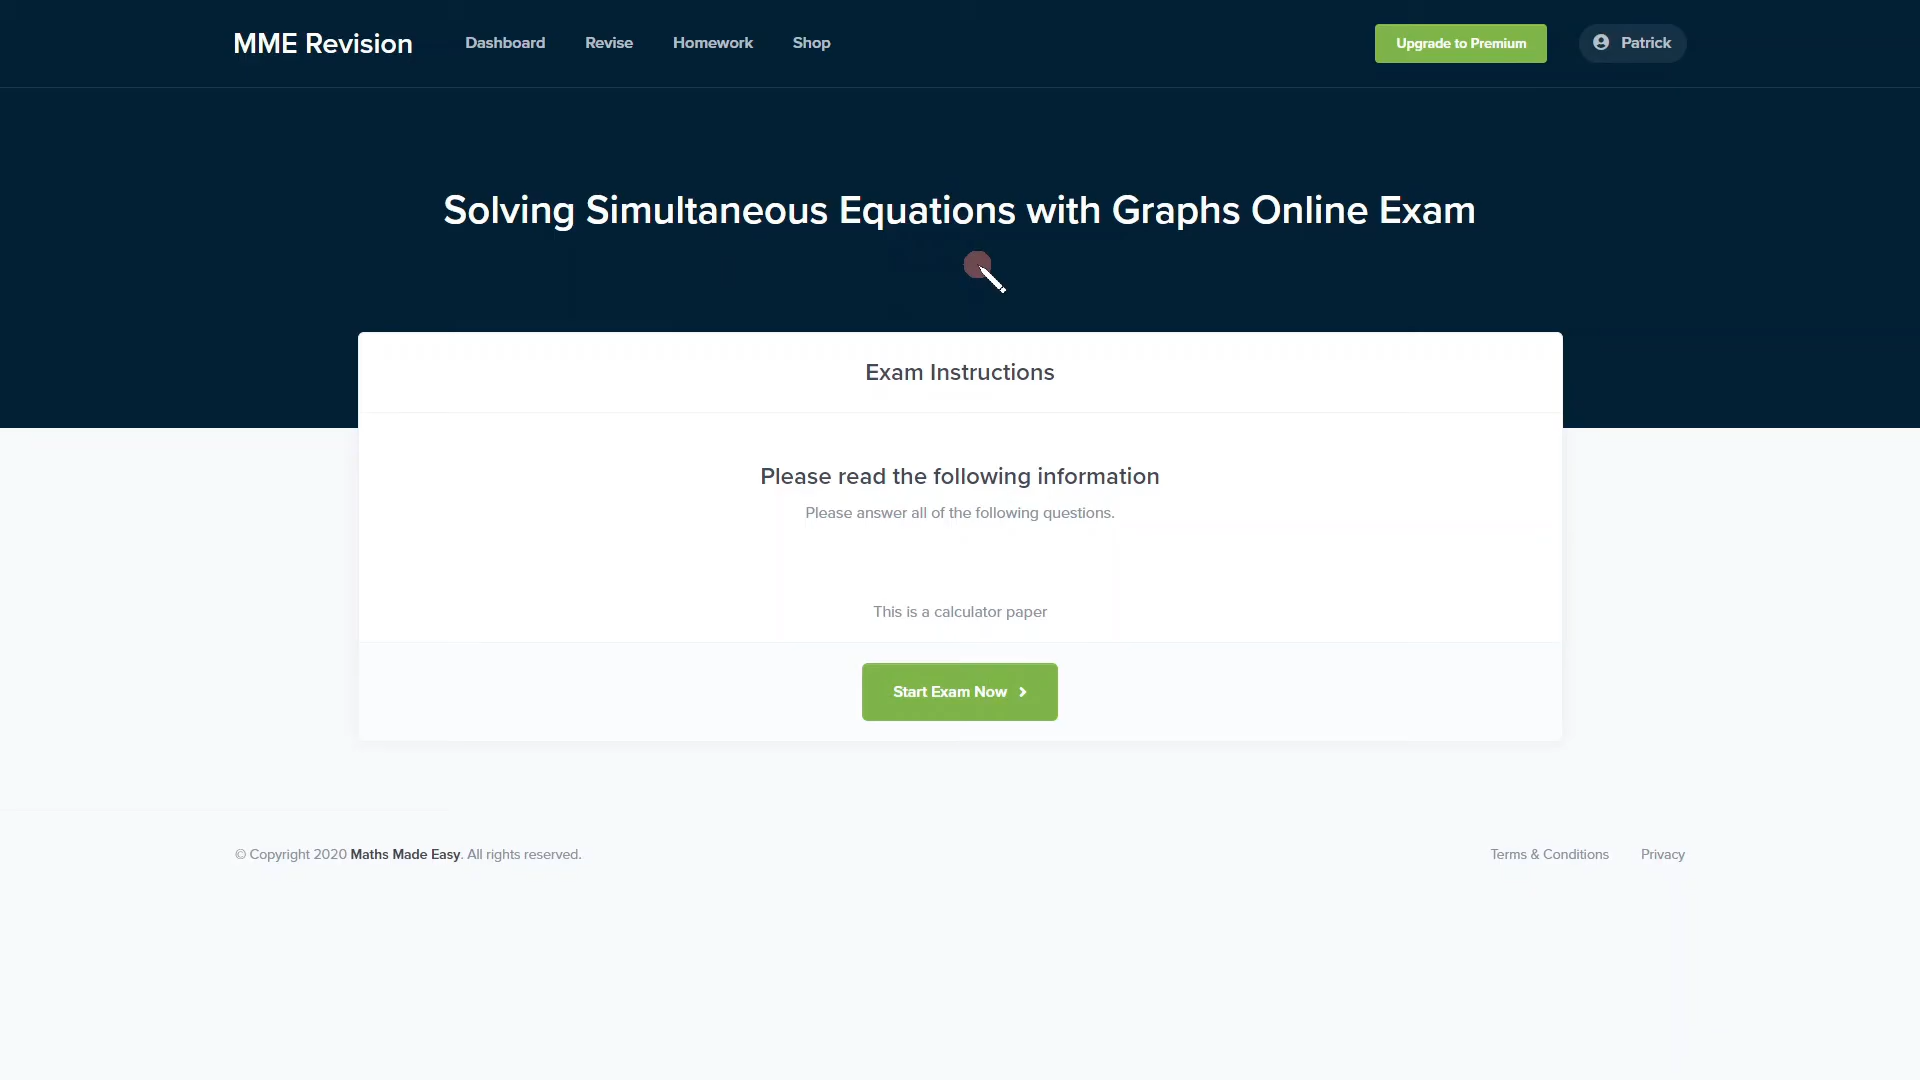 MME Revision
Dashboard
Revise
Homework
Shop
Upgrade to Premium
Patrick
Solving Simultaneous Equations with Graphs Online Exam
Exam Instructions
Please read the following information
Please answer all of the following questions.
This is a calculator paper
Start Exam Now
© Copyright 2020 Maths Made Easy. All rights reserved.
Terms & Conditions
Privacy